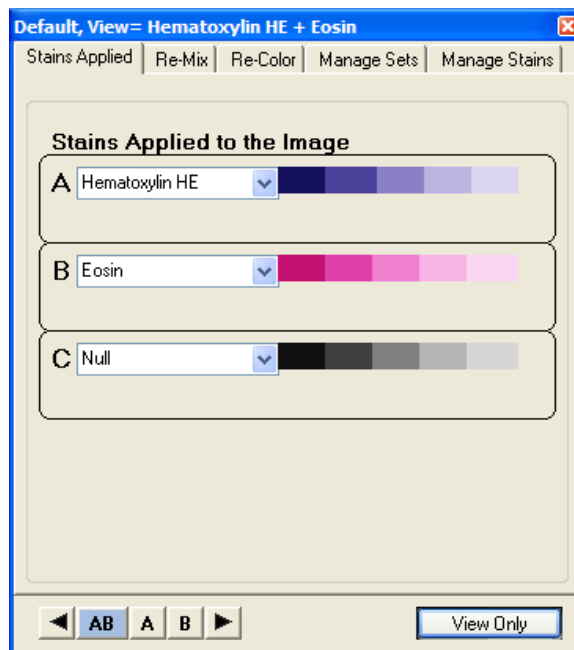 Default, View= Hematoxylin HE + Eosin
Stains Applied Re-Mix Re-Color Manage Sets Manage Stains
Stains Applied to the Image
A Hematoxylin HE
B Eosin
C Null
AB A B View Only